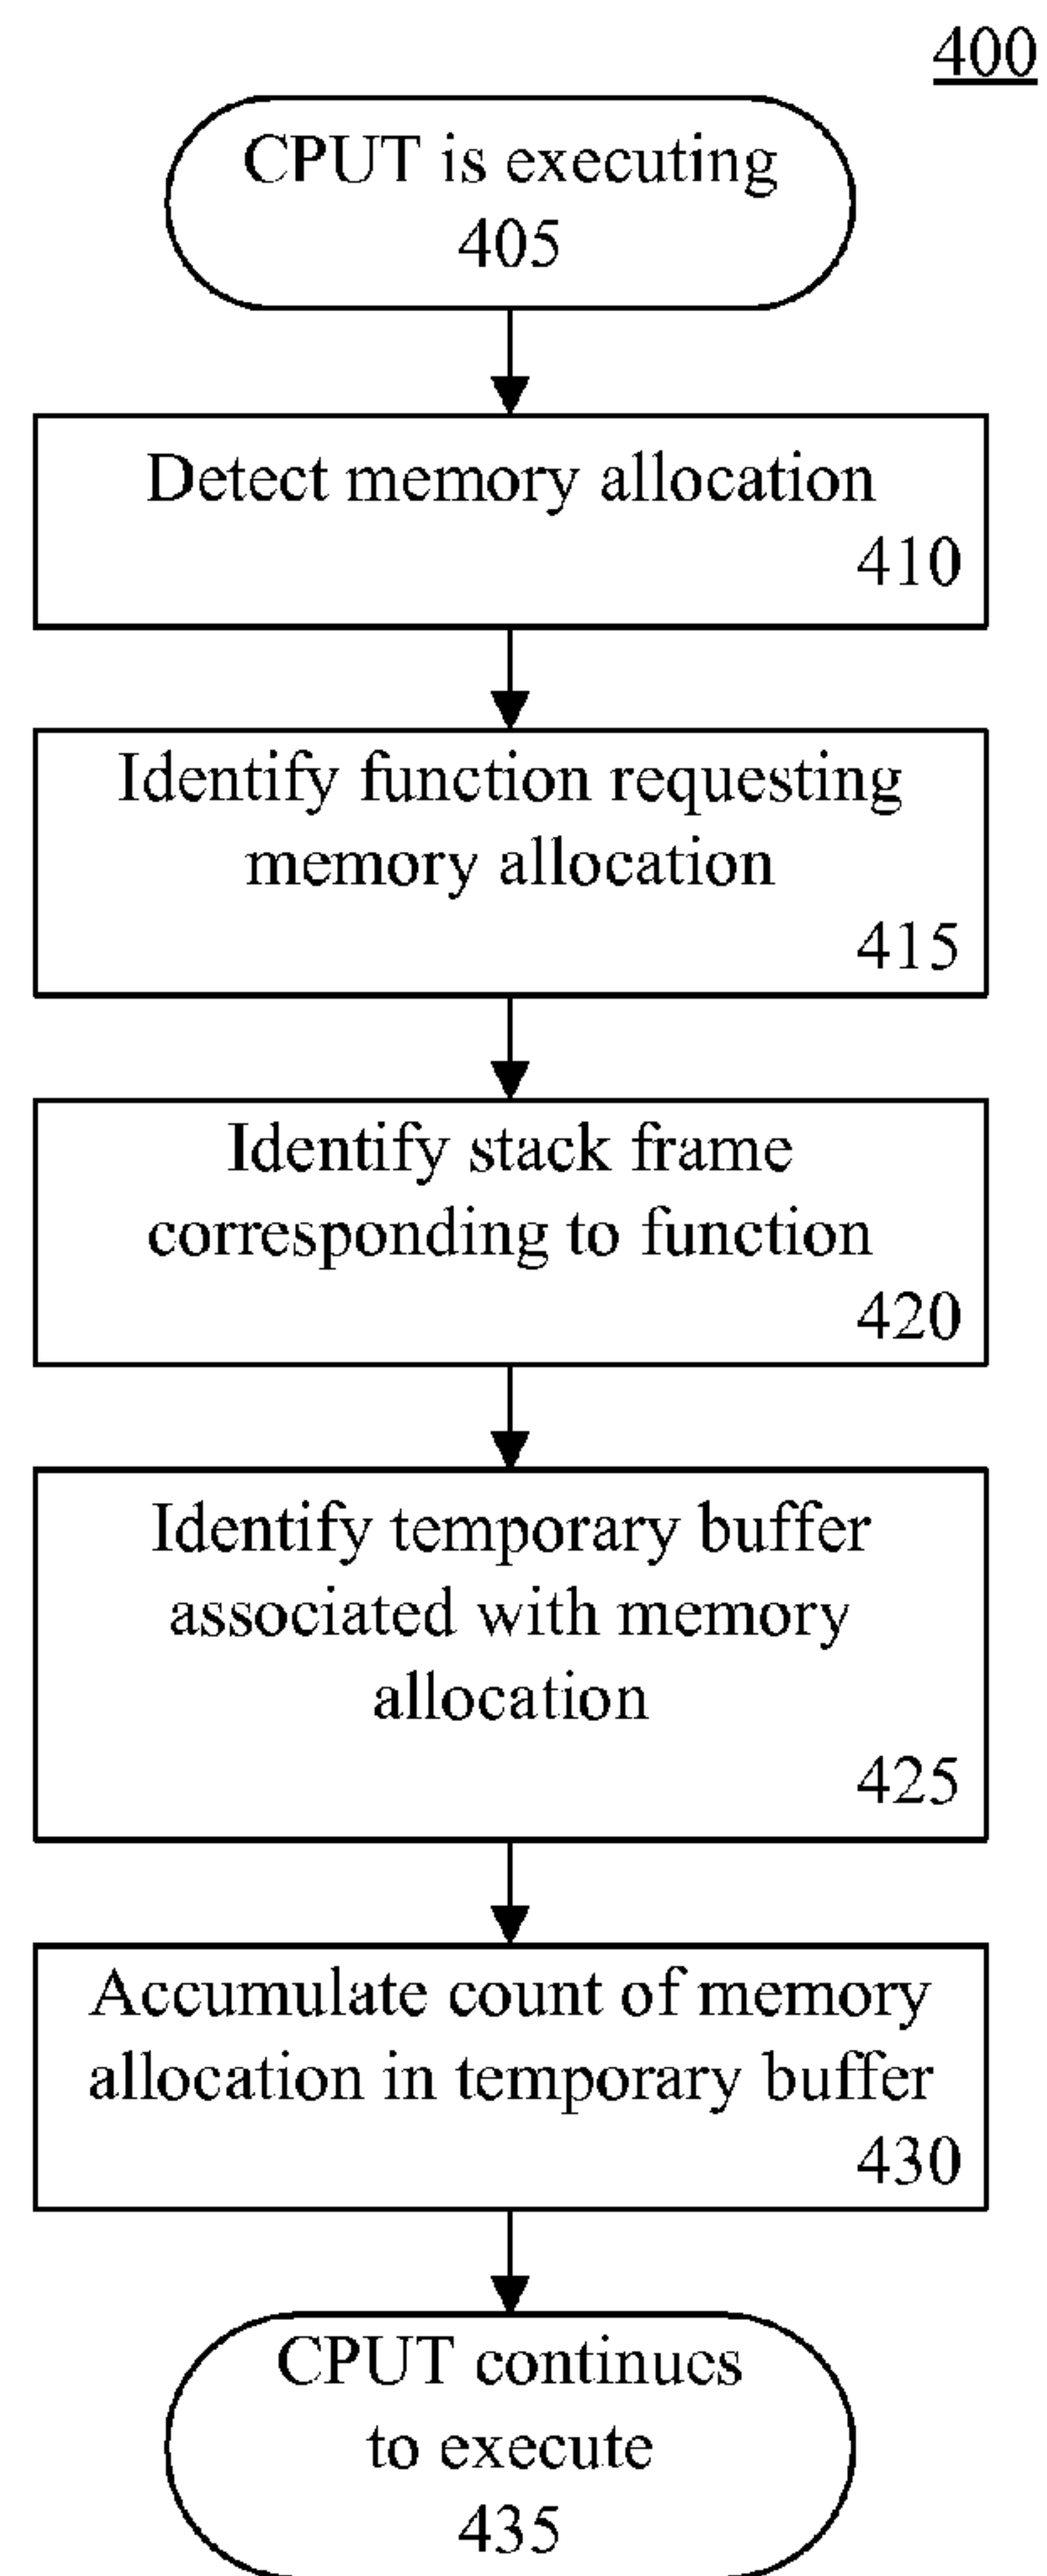 400
CPUT is executing
405
Detect memory allocation
410
Identify function requesting
memory allocation
415
Identify stack frame
corresponding to function
420
Identify temporary buffer
associated with memory
allocation
425
Accumulate count of memory
allocation in temporary buffer
430
CPUT continues
to execute
435